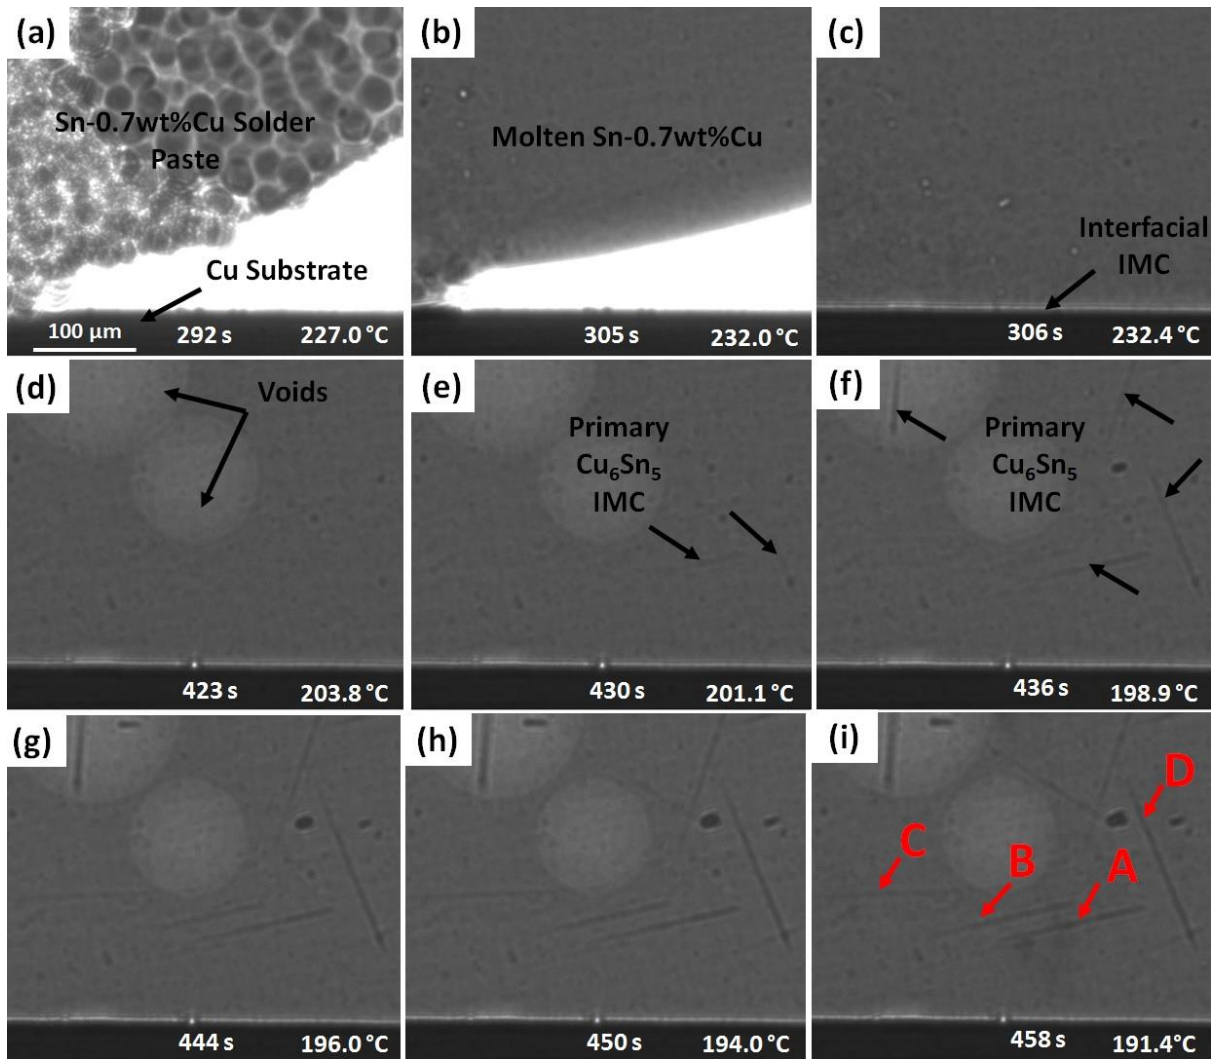 (a)
Sn-0.7wt%Cu Solder
Paste
Cu Substrate
100 µm
292 s
227.0 °C
(b)
Molten Sn-0.7wt%Cu
305 s
232.0 °C
(c)
Interfacial
IMC
306 s
232.4 °C
(d)
Voids
423 s
203.8 °C
(e)
Primary
Cu₆Sn₅
IMC
430 s
201.1 °C
(f)
Primary
Cu₆Sn₅
IMC
436 s
198.9 °C
(g)
444 s
196.0 °C
(h)
450 s
194.0 °C
(i)
D
C
B
A
458 s
191.4 °C